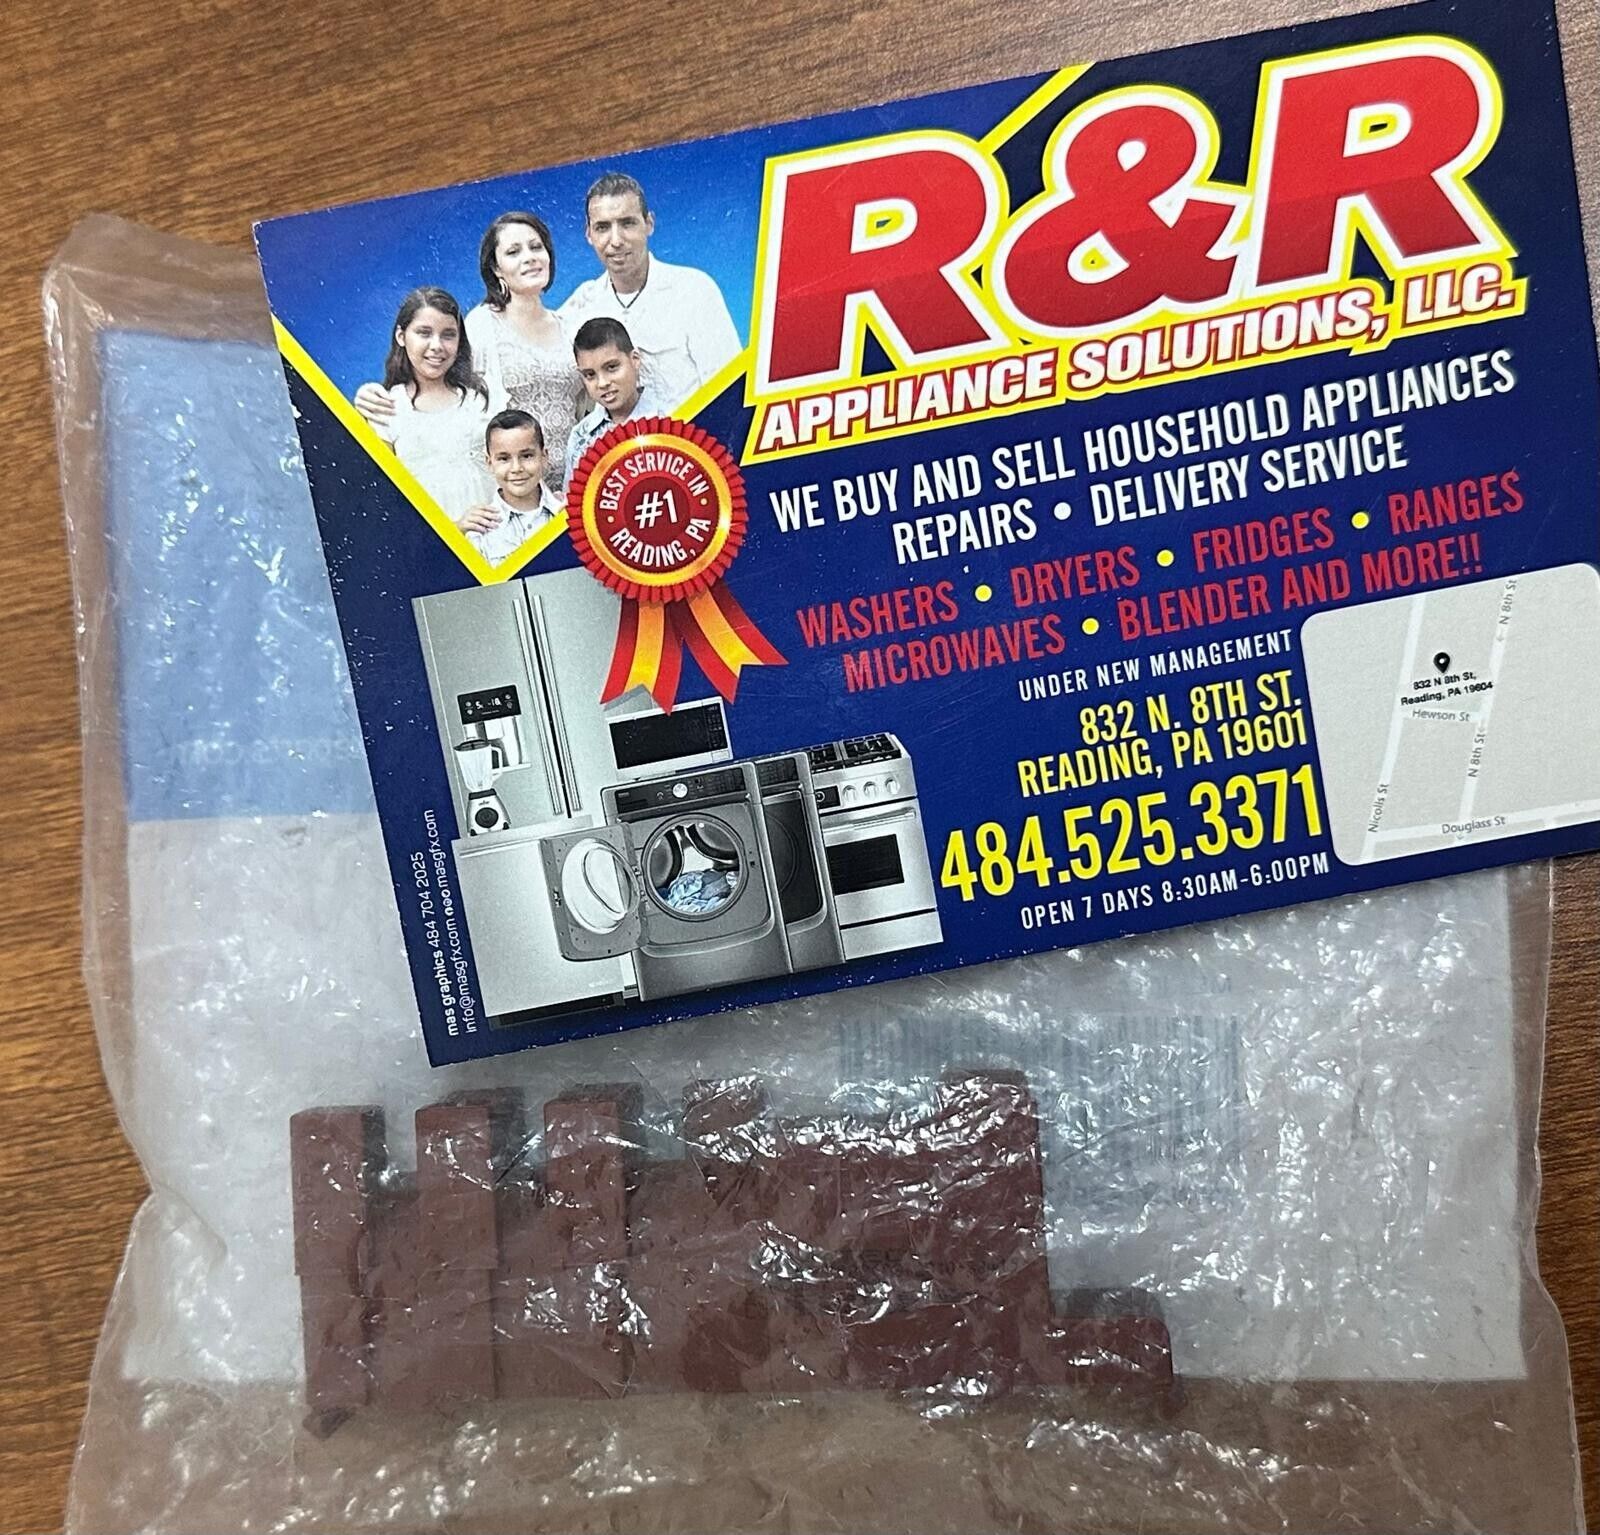 R&R
APPLIANCE SOLUTIONS, LLC.
WE BUY AND SELL HOUSEHOLD APPLIANCES
REPAIRS • DELIVERY SERVICE
WASHERS • DRYERS • FRIDGES • RANGES
MICROWAVES • BLENDER AND MORE!!
UNDER NEW MANAGEMENT
832 N. 8TH ST.
READING, PA 19601
484.525.3371
OPEN 7 DAYS 8:30AM-6:00PM
BEST SERVICE IN
#1
READING, PA
N 8th St
832 N 8th St,
Reading, PA 19604
Hewson St
N 8th St
Nicolls St
Douglass St
mas graphics 484 704 2025
info@masgfx.com masgfx.com